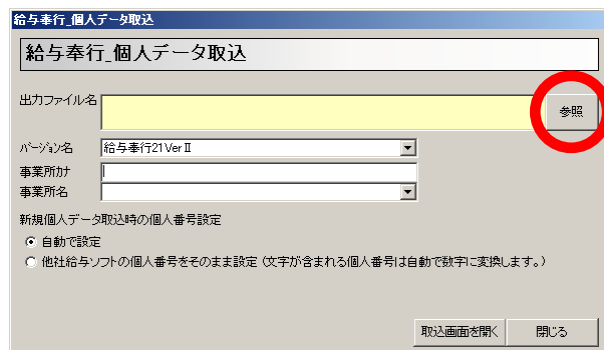 給与奉行_個人データ取込
給与奉行_個人データ取込
出力ファイル名
参照
バージョン名 給与奉行21VerⅡ
事業所カナ
事業所名
新規個人データ取込時の個人番号設定
自動で設定
他社給与ソフトの個人番号をそのまま設定（文字が含まれる個人番号は自動で数字に変換します。）
取込画面を開く 閉じる